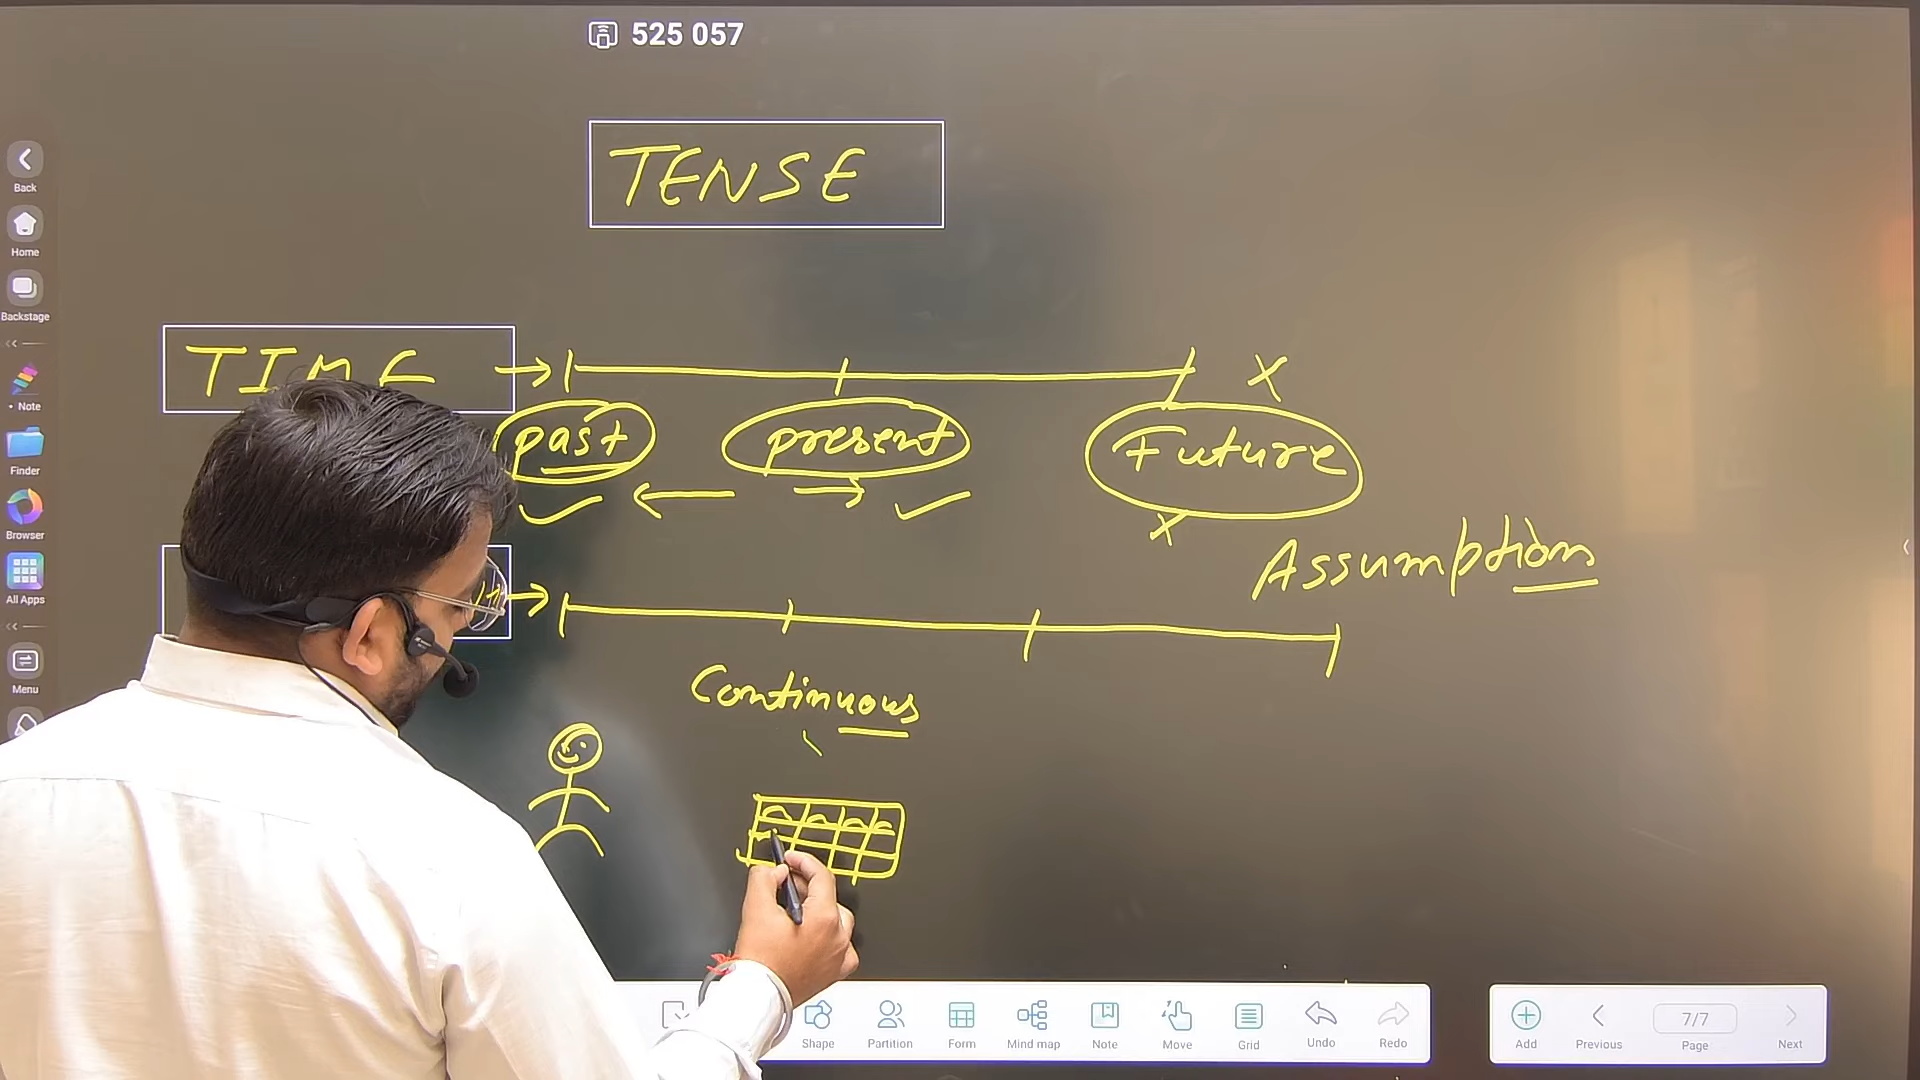 525 057
TENSE
TIME
past
present
Future
Assumption
Continuous
Back
Home
Backstage
Note
Finder
Browser
All Apps
Menu
Shape
Partition
Form
Mind map
Note
Move
Grid
Undo
Redo
Add
Previous
7/7
Page
Next